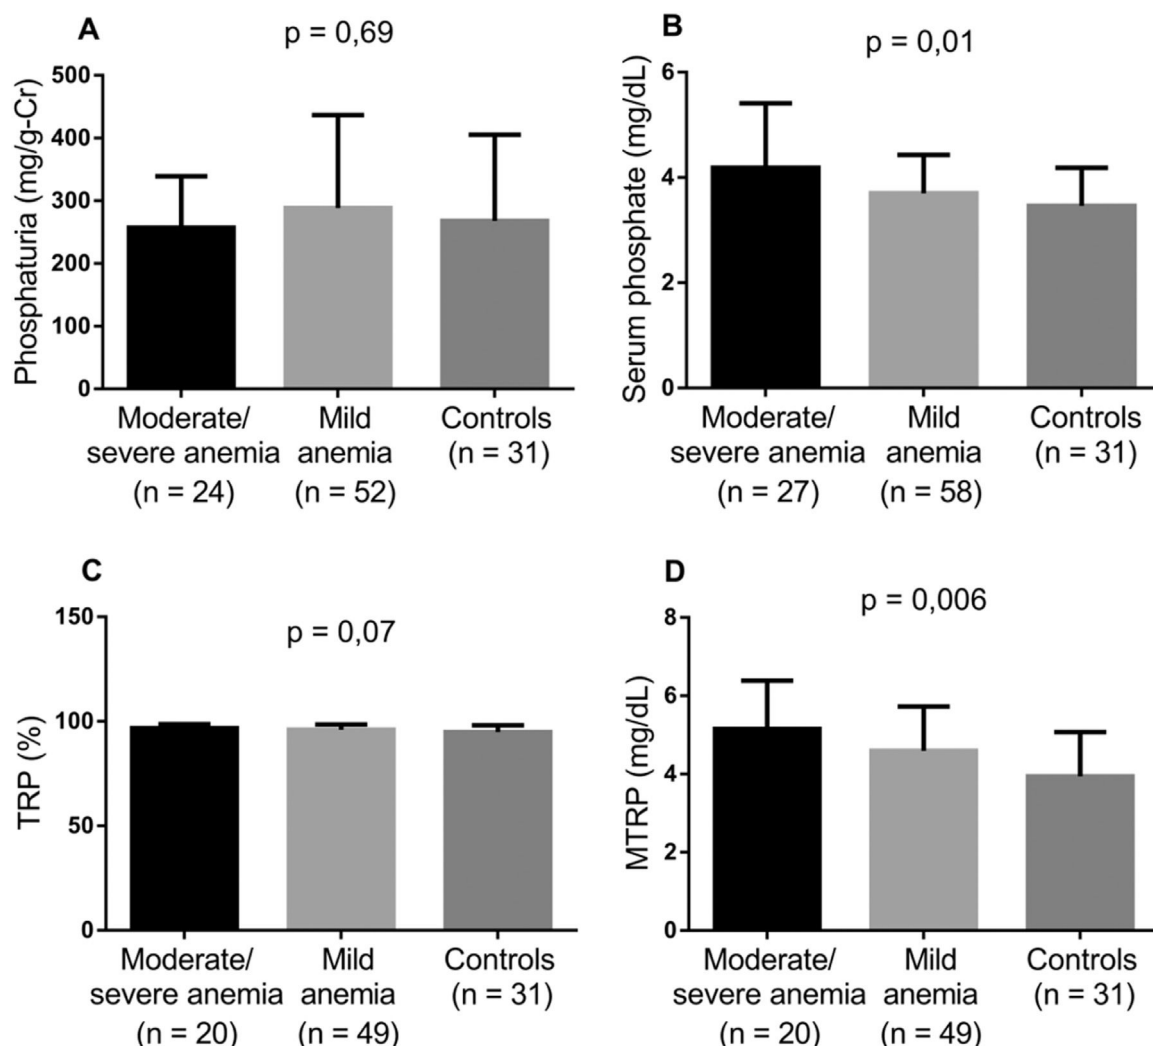 A
p = 0,69
Phosphaturia (mg/g-Cr)
500
400
300
200
100
0
Moderate/
severe anemia
(n = 24)
Mild
anemia
(n = 52)
Controls
(n = 31)
B
p = 0,01
Serum phosphate (mg/dL)
6
4
2
0
Moderate/
severe anemia
(n = 27)
Mild
anemia
(n = 58)
Controls
(n = 31)
C
p = 0,07
TRP (%)
150
100
50
0
Moderate/
severe anemia
(n = 20)
Mild
anemia
(n = 49)
Controls
(n = 31)
D
p = 0,006
MTRP (mg/dL)
8
6
4
2
0
Moderate/
severe anemia
(n = 20)
Mild
anemia
(n = 49)
Controls
(n = 31)